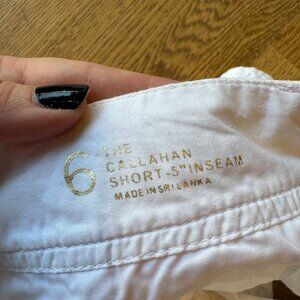 6
THE
CALLAHAN
SHORT-5" INSEAM
MADE IN SRI LANKA